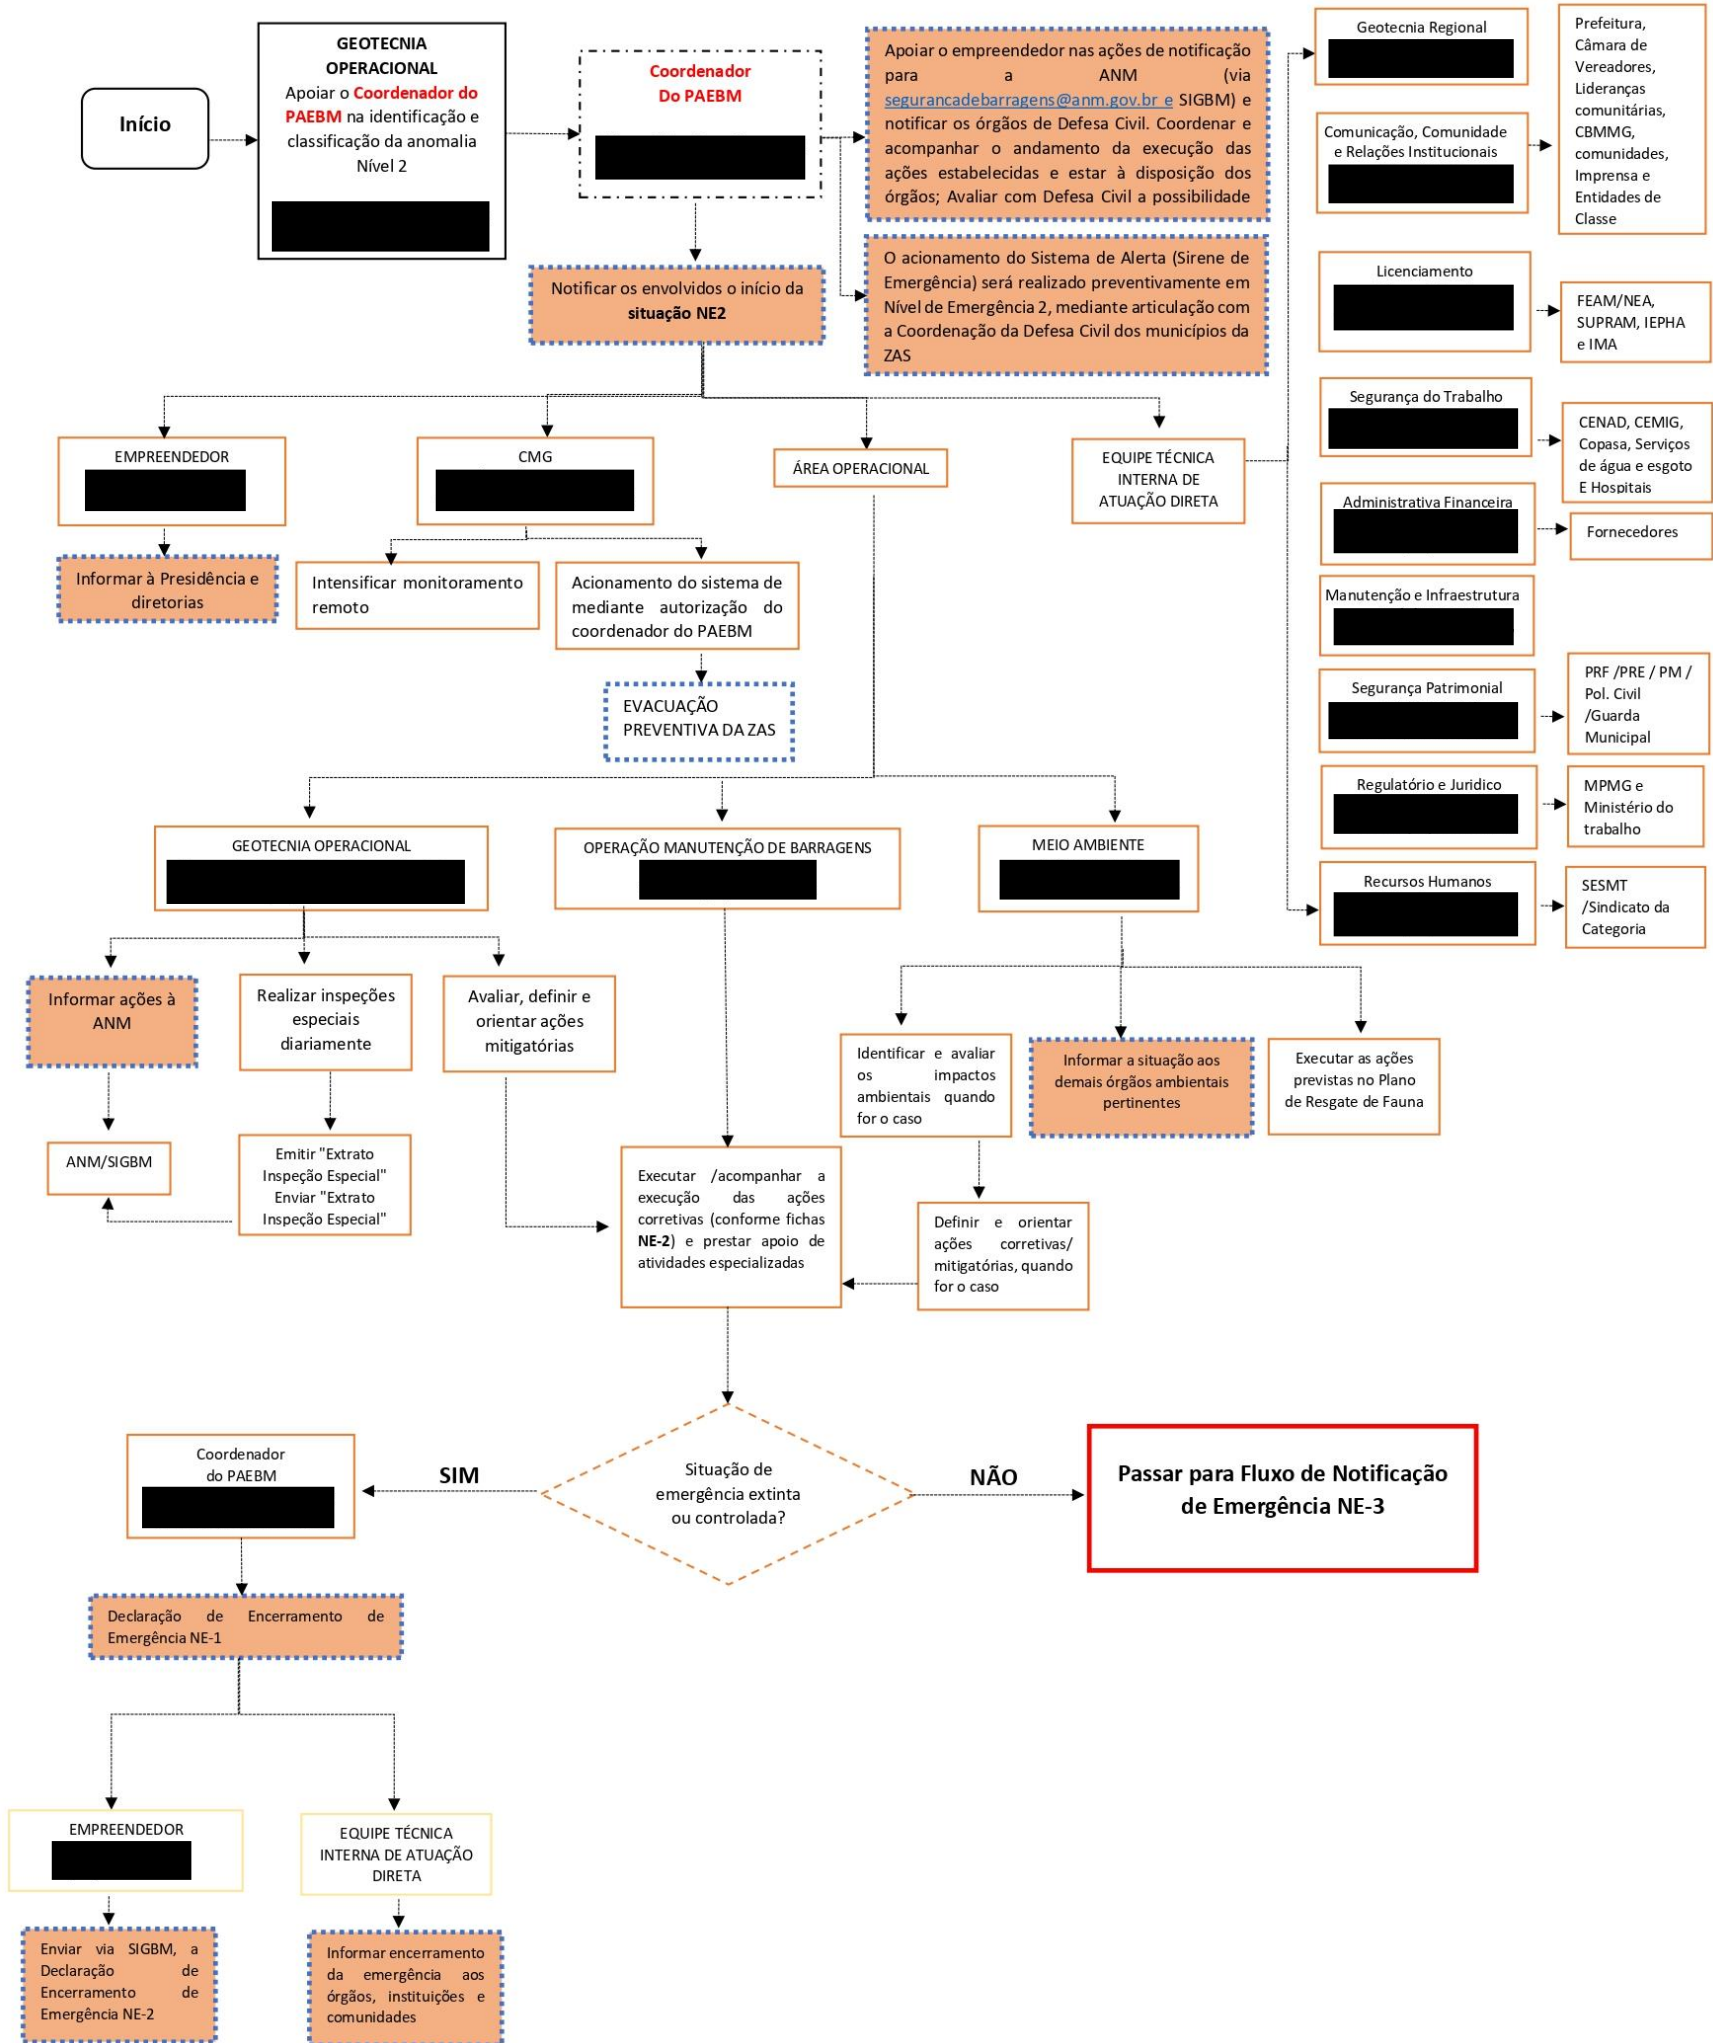 Início
GEOTECNIA
OPERACIONAL
Apoiar o Coordenador do
PAEBM na identificação e
classificação da anomalia
Nível 2
Coordenador
Do PAEBM
Apoiar o empreendedor nas ações de notificação
para a ANM (via
segurancadebarragens@anm.gov.br e SIGBM) e
notificar os órgãos de Defesa Civil. Coordenar e
acompanhar o andamento da execução das
ações estabelecidas e estar à disposição dos
órgãos; Avaliar com Defesa Civil a possibilidade
O acionamento do Sistema de Alerta (Sirene de
Emergência) será realizado preventivamente em
Nível de Emergência 2, mediante articulação com
a Coordenação da Defesa Civil dos municípios da
ZAS
Notificar os envolvidos o início da
situação NE2
Geotecnia Regional
Comunicação, Comunidade
e Relações Institucionais
Prefeitura,
Câmara de
Vereadores,
Lideranças
comunitárias,
CBMMG,
comunidades,
Imprensa e
Entidades de
Classe
Licenciamento
FEAM/NEA,
SUPRAM, IEPHA
e IMA
Segurança do Trabalho
CENAD, CEMIG,
Copasa, Serviços
de água e esgoto
E Hospitais
Administrativa Financeira
Fornecedores
Manutenção e Infraestrutura
Segurança Patrimonial
PRF /PRE / PM /
Pol. Civil
/Guarda
Municipal
Regulatório e Juridico
MPMG e
Ministério do
trabalho
Recursos Humanos
SESMT
/Sindicato da
Categoria
EMPREENDEDOR
CMG
ÁREA OPERACIONAL
EQUIPE TÉCNICA
INTERNA DE
ATUAÇÃO DIRETA
Informar à Presidência e
diretorias
Intensificar monitoramento
remoto
Acionamento do sistema de
mediante autorização do
coordenador do PAEBM
EVACUAÇÃO
PREVENTIVA DA ZAS
GEOTECNIA OPERACIONAL
OPERAÇÃO MANUTENÇÃO DE BARRAGENS
MEIO AMBIENTE
Informar ações à
ANM
Realizar inspeções
especiais
diariamente
Avaliar, definir e
orientar ações
mitigatórias
Identificar e avaliar
os impactos
ambientais quando
for o caso
Informar a situação aos
demais órgãos ambientais
pertinentes
Executar as ações
previstas no Plano
de Resgate de Fauna
ANM/SIGBM
Emitir "Extrato
Inspeção Especial"
Enviar "Extrato
Inspeção Especial"
Executar /acompanhar a
execução das ações
corretivas (conforme fichas
NE-2) e prestar apoio de
atividades especializadas
Definir e orientar
ações corretivas/
mitigatórias, quando
for o caso
Coordenador
do PAEBM
SIM
Situação de
emergência extinta
ou controlada?
NÃO
Passar para Fluxo de Notificação
de Emergência NE-3
Declaração de Encerramento de
Emergência NE-1
EMPREENDEDOR
EQUIPE TÉCNICA
INTERNA DE ATUAÇÃO
DIRETA
Enviar via SIGBM, a
Declaração de
Encerramento de
Emergência NE-2
Informar encerramento
da emergência aos
órgãos, instituições e
comunidades